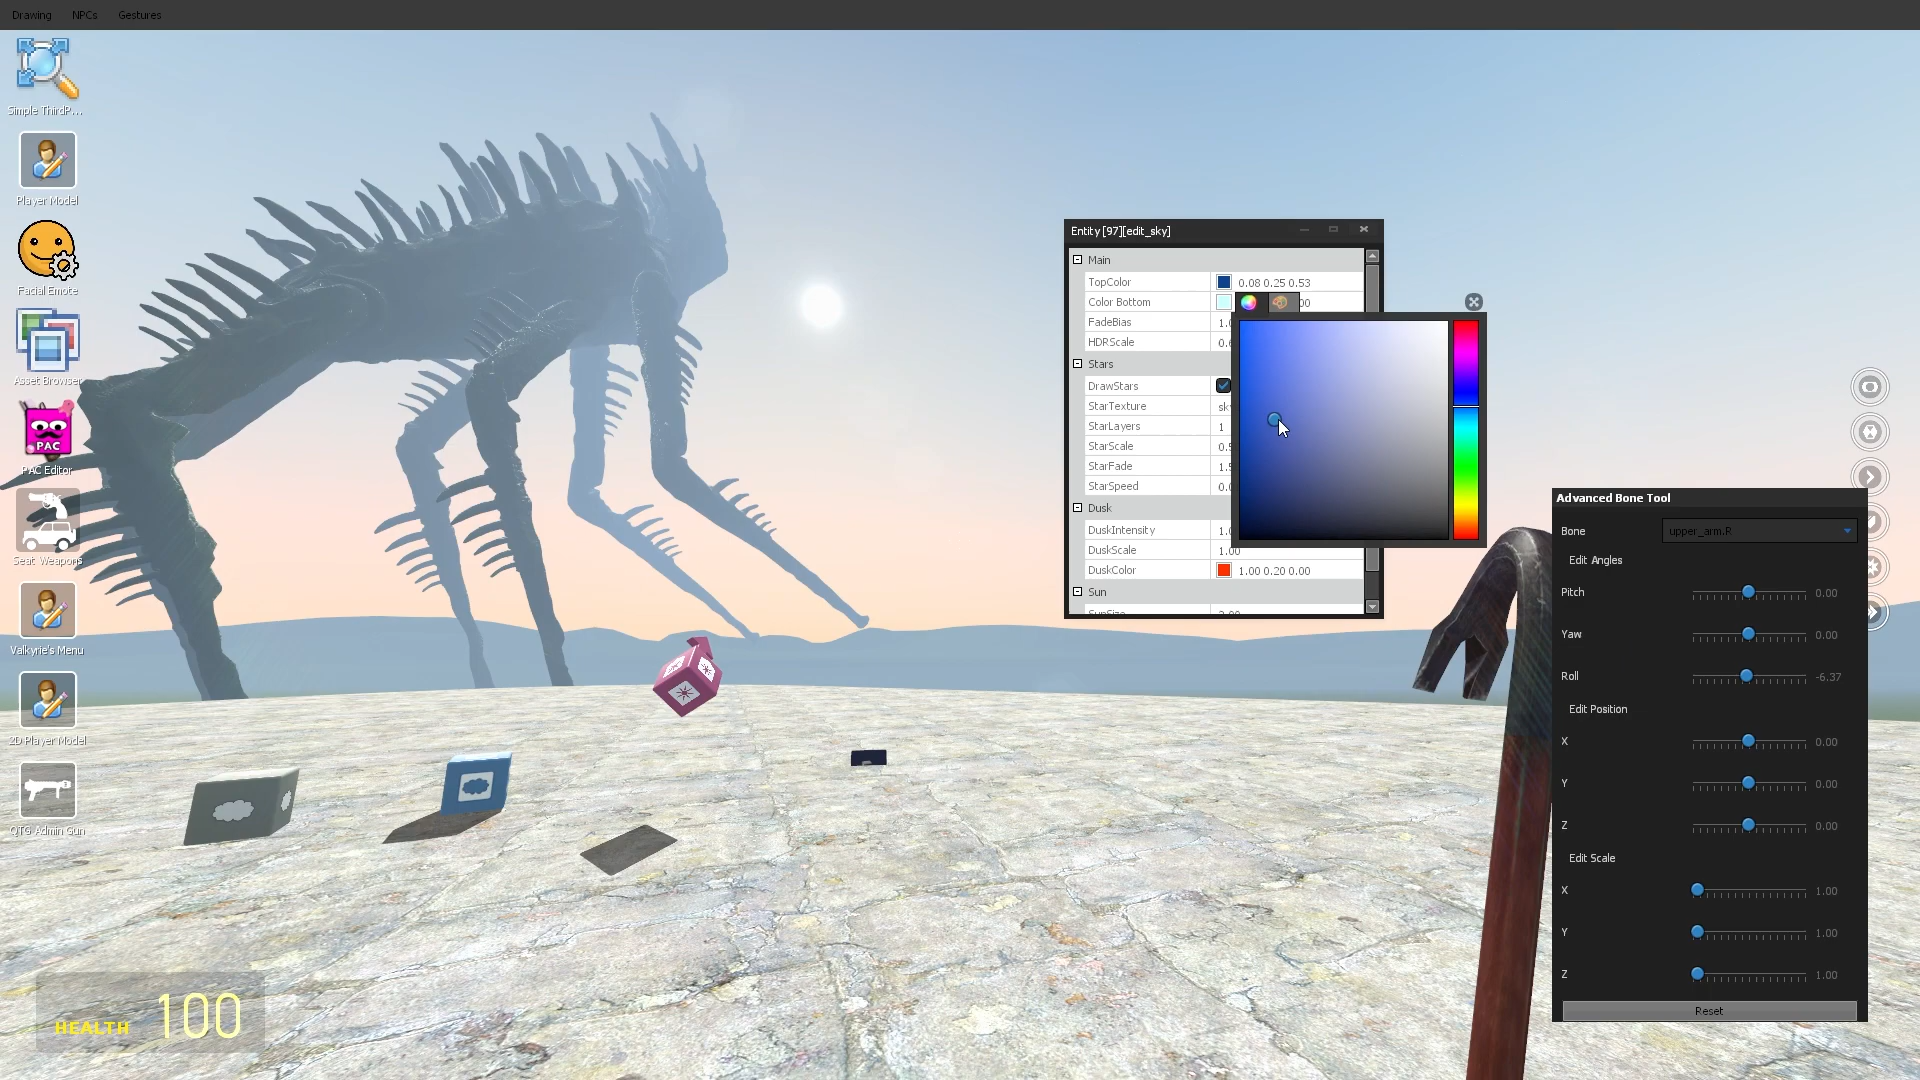 Drawing NPCs Gestures
Simple ThirdP...
Player Model
Facial Emote
Asset Browser
PAC
PAC Editor
Seat Weapons
Valkyrie's Menu
2D Player Model
QTG Admin Gun
HEALTH 100
Entity [97][edit_sky]
Main
TopColor 0.08 0.25 0.53
Color Bottom
FadeBias
HDRScale
Stars
DrawStars
StarTexture
StarLayers 1
StarScale
StarFade
StarSpeed
Dusk
DuskIntensity
DuskScale 1.00
DuskColor 1.00 0.20 0.00
Sun
SunSize
Advanced Bone Tool
Bone upper_arm.R
Edit Angles
Pitch 0.00
Yaw 0.00
Roll -6.37
Edit Position
X 0.00
Y 0.00
Z 0.00
Edit Scale
X 1.00
Y 1.00
Z 1.00
Reset